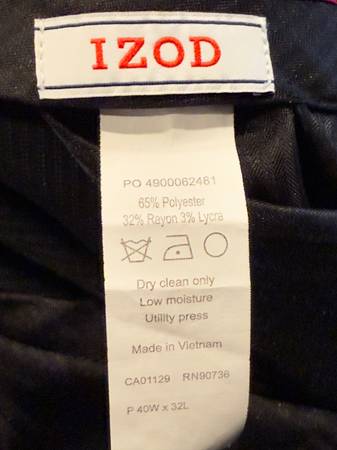 IZOD
PO 4900062461
65% Polyester
32% Rayon 3% Lycra
Dry clean only
Low moisture
Utility press
Made in Vietnam
CA01129 RN90736
P 40W x 32L